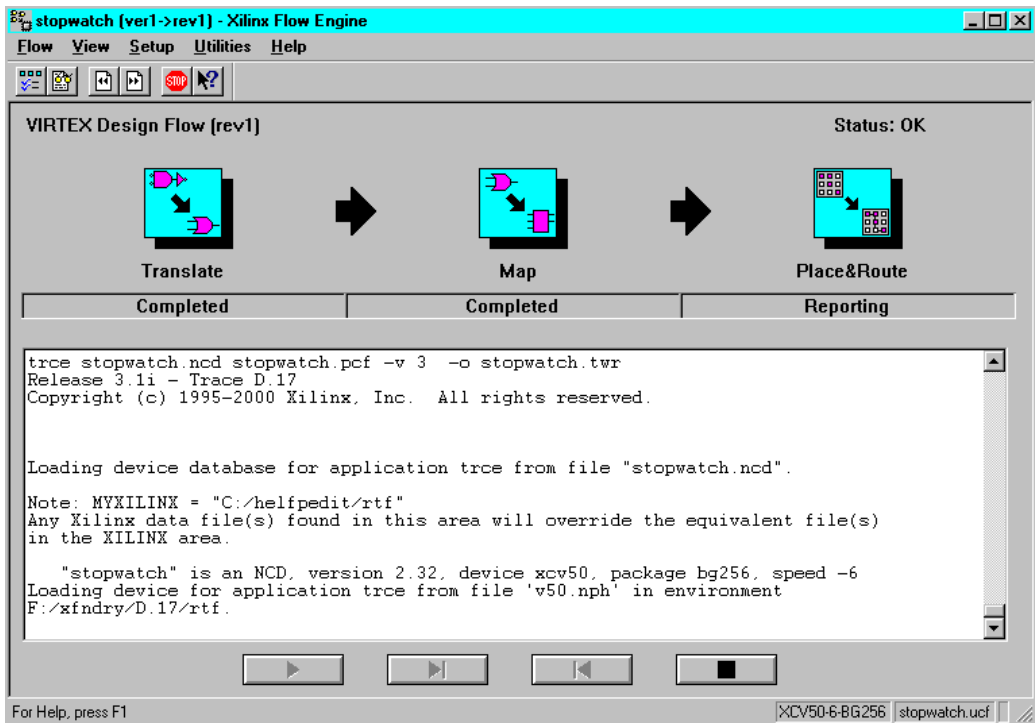 stopwatch (ver1->rev1) - Xilinx Flow Engine
Flow View Setup Utilities Help
STOP
VIRTEX Design Flow (rev1) Status: OK
Translate Map Place&Route
Completed Completed Reporting
trce stopwatch.ncd stopwatch.pcf -v 3 -o stopwatch.twr
Release 3.1i - Trace D.17
Copyright (c) 1995-2000 Xilinx, Inc. All rights reserved.
Loading device database for application trce from file "stopwatch.ncd".
Note: MYXILINX = "C:/helfpedit/rtf"
Any Xilinx data file(s) found in this area will override the equivalent file(s)
in the XILINX area.
"stopwatch" is an NCD, version 2.32, device xcv50, package bg256, speed -6
Loading device for application trce from file 'v50.nph' in environment
F:/xfndry/D.17/rtf.
For Help, press F1 XCV50-6-BG256 stopwatch.ucf